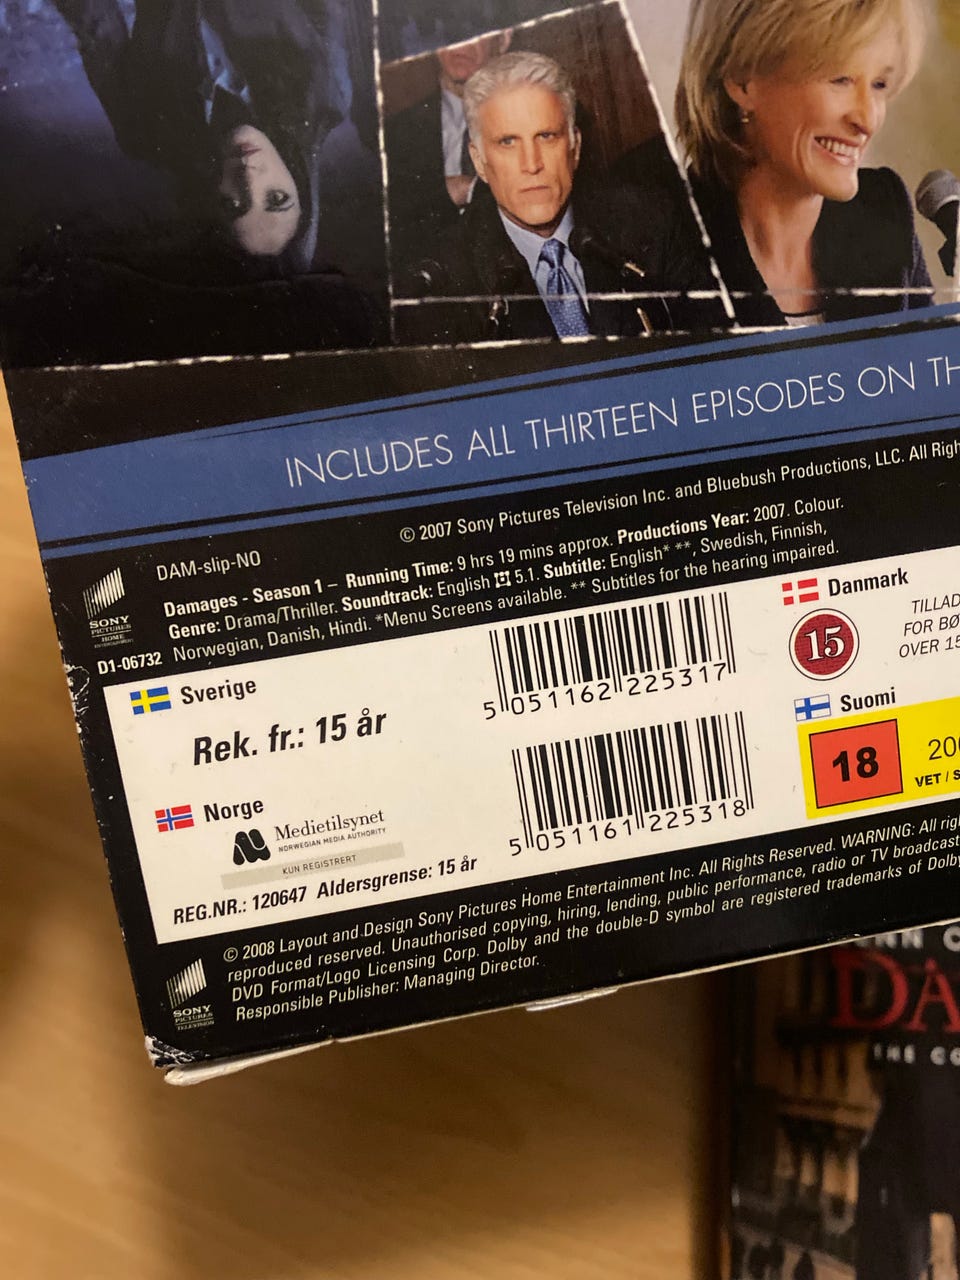 INCLUDES ALL THIRTEEN EPISODES ON
© 2007 Sony Pictures Television Inc. and Bluebush Productions, LLC. All
DAM-slip-NO
Damages - Season 1 – Running Time: 9 hrs 19 mins approx. Productions Year: 2007. Colour.
Genre: Drama/Thriller. Soundtrack: English 5.1. Subtitle: English* **, Swedish, Finnish,
Norwegian, Danish, Hindi. *Menu Screens available. ** Subtitles for the hearing impaired.
SONY
PICTURES
HOME
ENTERTAINMENT
D1-06732
Sverige
Rek. fr.: 15 år
5 051162 225317
Danmark
15
FOR
OVER 15
Norge
Medietilsynet
NORWEGIAN MEDIA AUTHORITY
KUN REGISTRERT
REG.NR.: 120647 Aldersgrense: 15 år
5 051161 225318
Suomi
18
VET /
© 2008 Layout and Design Sony Pictures Home Entertainment Inc. All Rights Reserved. WARNING: All
reproduced reserved. Unauthorised copying, hiring, lending, public performance, radio or TV broadcast
DVD Format/Logo Licensing Corp. Dolby and the double-D symbol are registered trademarks of Dolby
Responsible Publisher: Managing Director.
SONY
PICTURES
TELEVISION